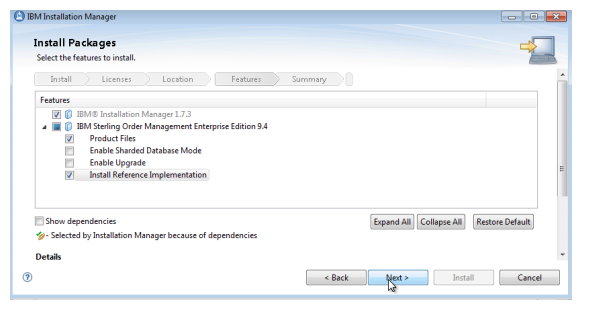 IBM Installation Manager
Install Packages
Select the features to install.
Install Licenses Location Features Summary
Features
IBM® Installation Manager 1.7.3
IBM Sterling Order Management Enterprise Edition 9.4
Product Files
Enable Sharded Database Mode
Enable Upgrade
Install Reference Implementation
Show dependencies
Expand All Collapse All Restore Default
- Selected by Installation Manager because of dependencies
Details
? < Back Next > Install Cancel